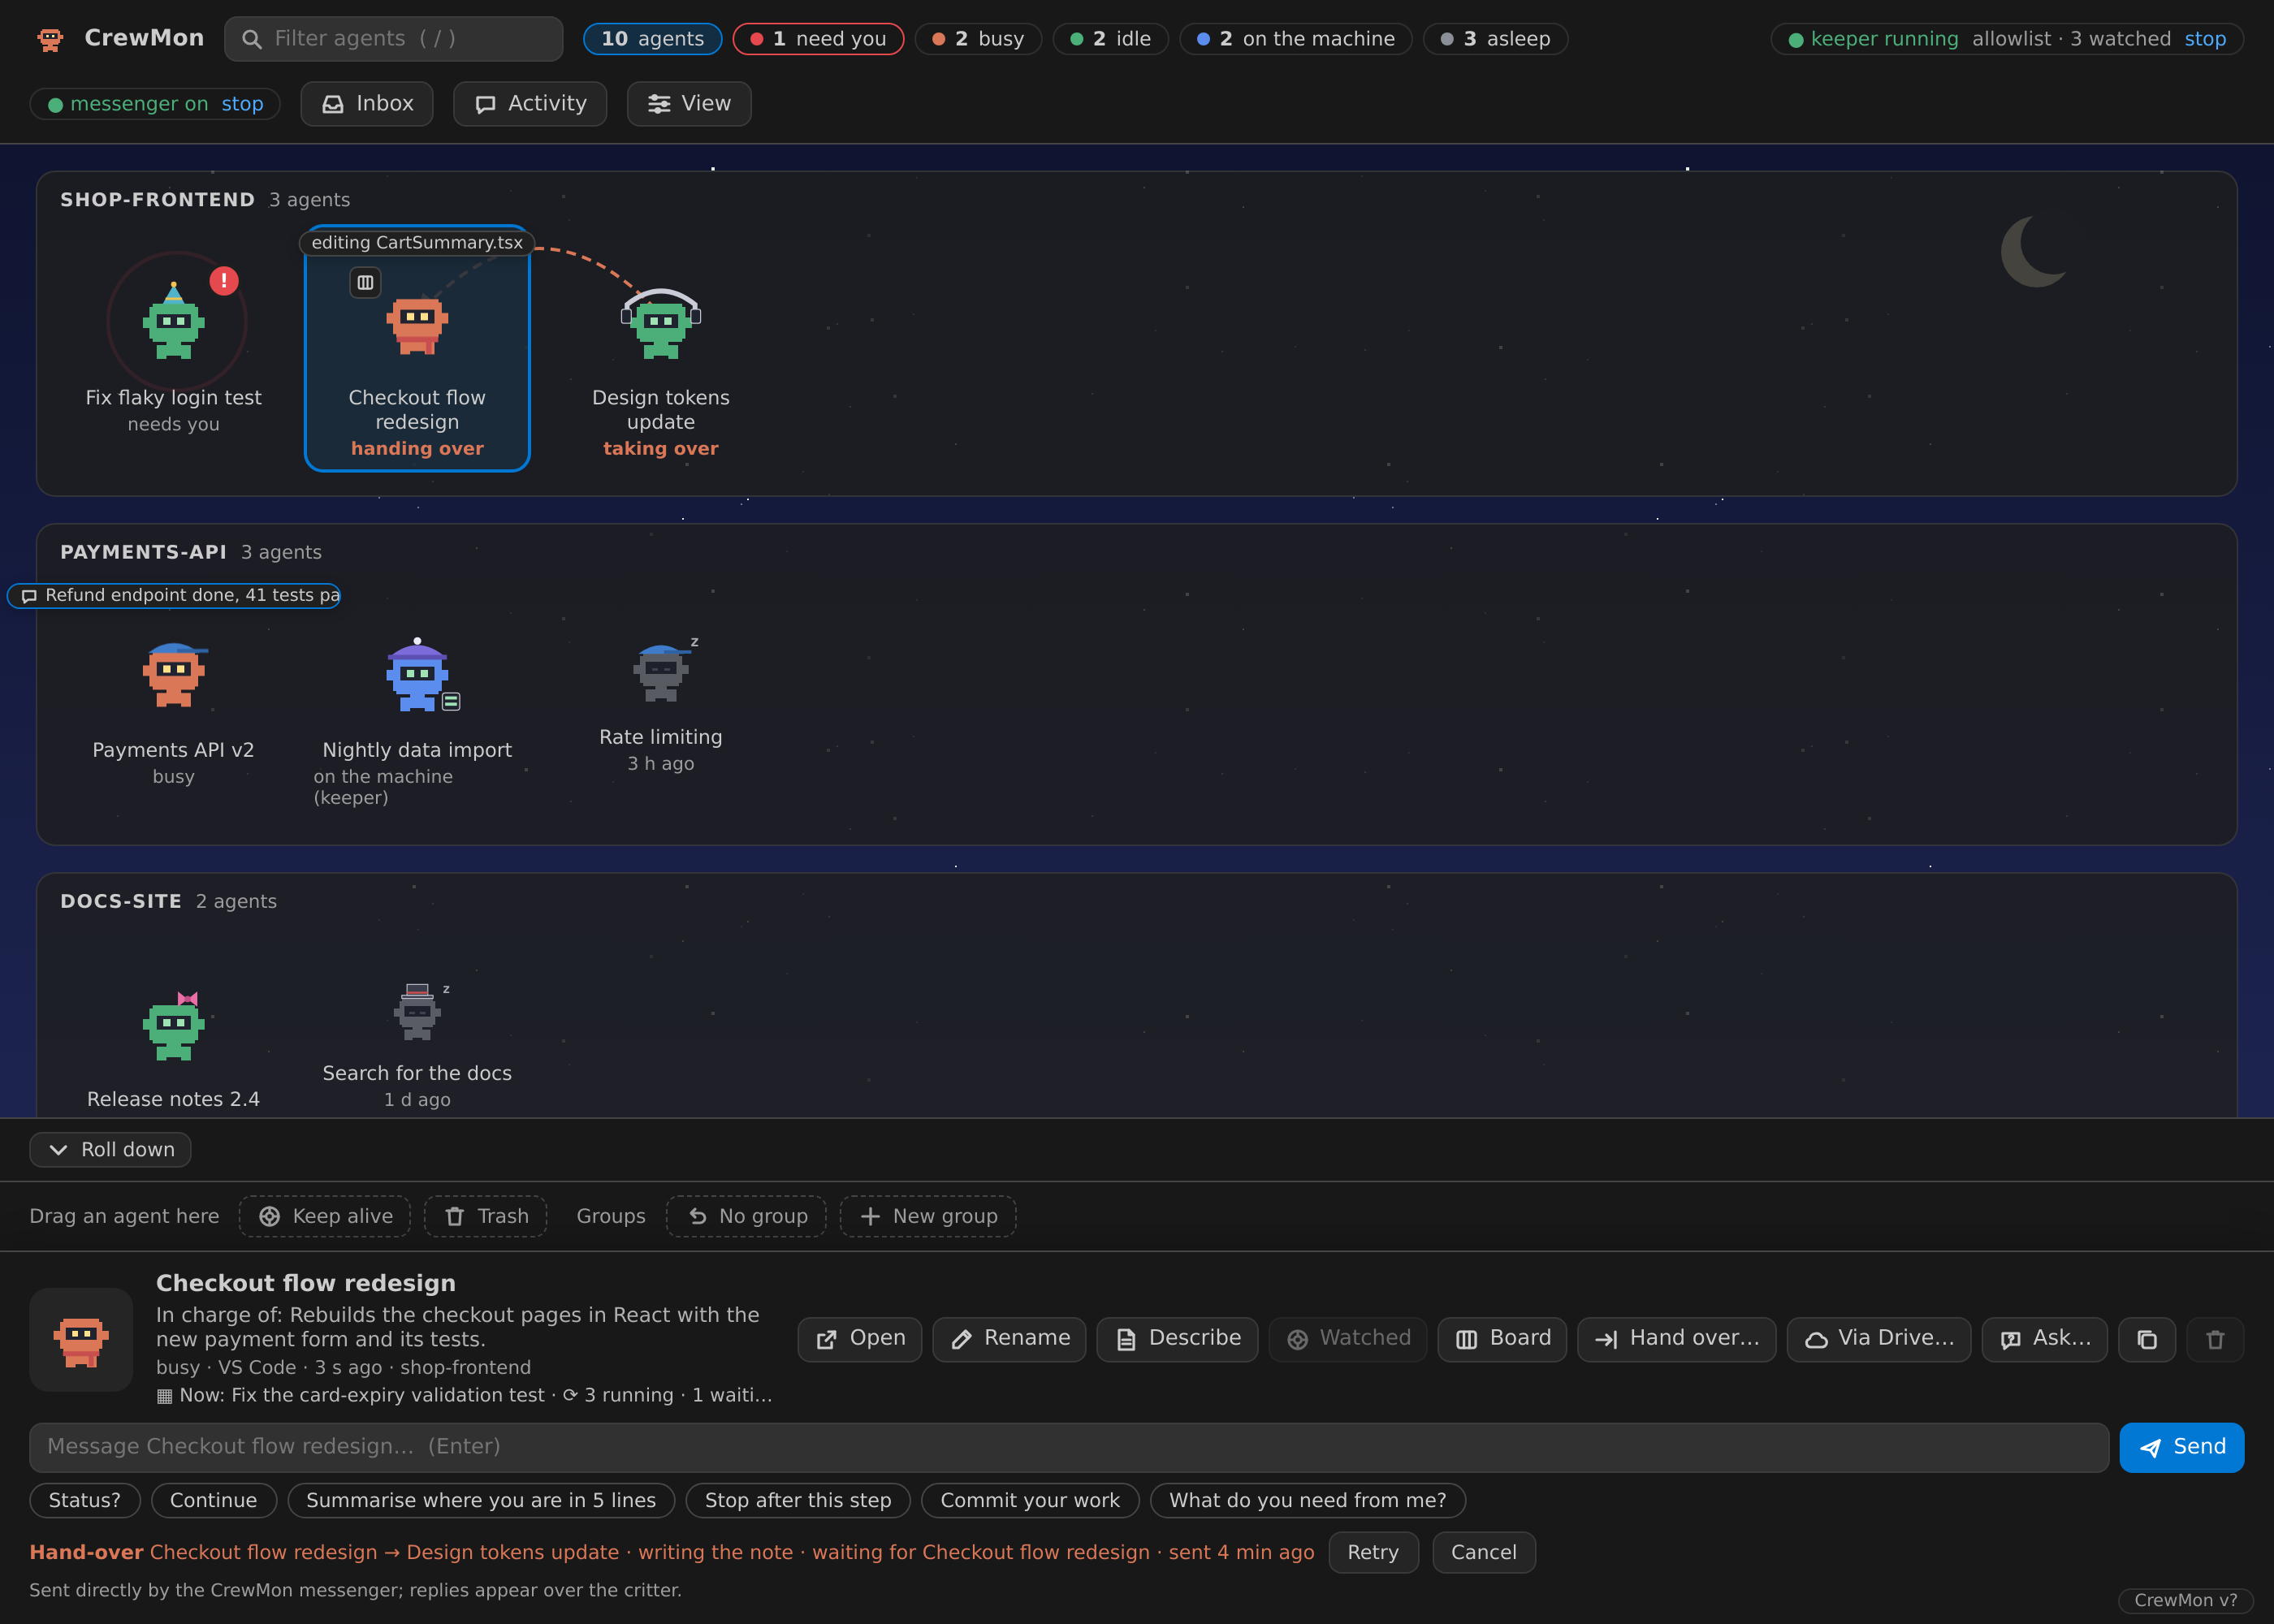 CrewMon
Filter agents ( / )
10 agents
1 need you
2 busy
2 idle
2 on the machine
3 asleep
keeper running allowlist · 3 watched stop
messenger on stop
Inbox
Activity
View
SHOP-FRONTEND 3 agents
editing CartSummary.tsx
!
Fix flaky login test
needs you
Checkout flow
redesign
handing over
Design tokens
update
taking over
PAYMENTS-API 3 agents
Refund endpoint done, 41 tests pa
z
Payments API v2
busy
Nightly data import
on the machine
(keeper)
Rate limiting
3 h ago
DOCS-SITE 2 agents
z
Release notes 2.4
Search for the docs
1 d ago
Roll down
Drag an agent here
Keep alive
Trash
Groups
No group
New group
Checkout flow redesign
In charge of: Rebuilds the checkout pages in React with the
new payment form and its tests.
busy · VS Code · 3 s ago · shop-frontend
▦ Now: Fix the card-expiry validation test · ⟳ 3 running · 1 waiti…
Open
Rename
Describe
Watched
Board
Hand over…
Via Drive…
Ask…
Message Checkout flow redesign… (Enter)
Send
Status?
Continue
Summarise where you are in 5 lines
Stop after this step
Commit your work
What do you need from me?
Hand-over Checkout flow redesign → Design tokens update · writing the note · waiting for Checkout flow redesign · sent 4 min ago
Retry
Cancel
Sent directly by the CrewMon messenger; replies appear over the critter.
CrewMon v?